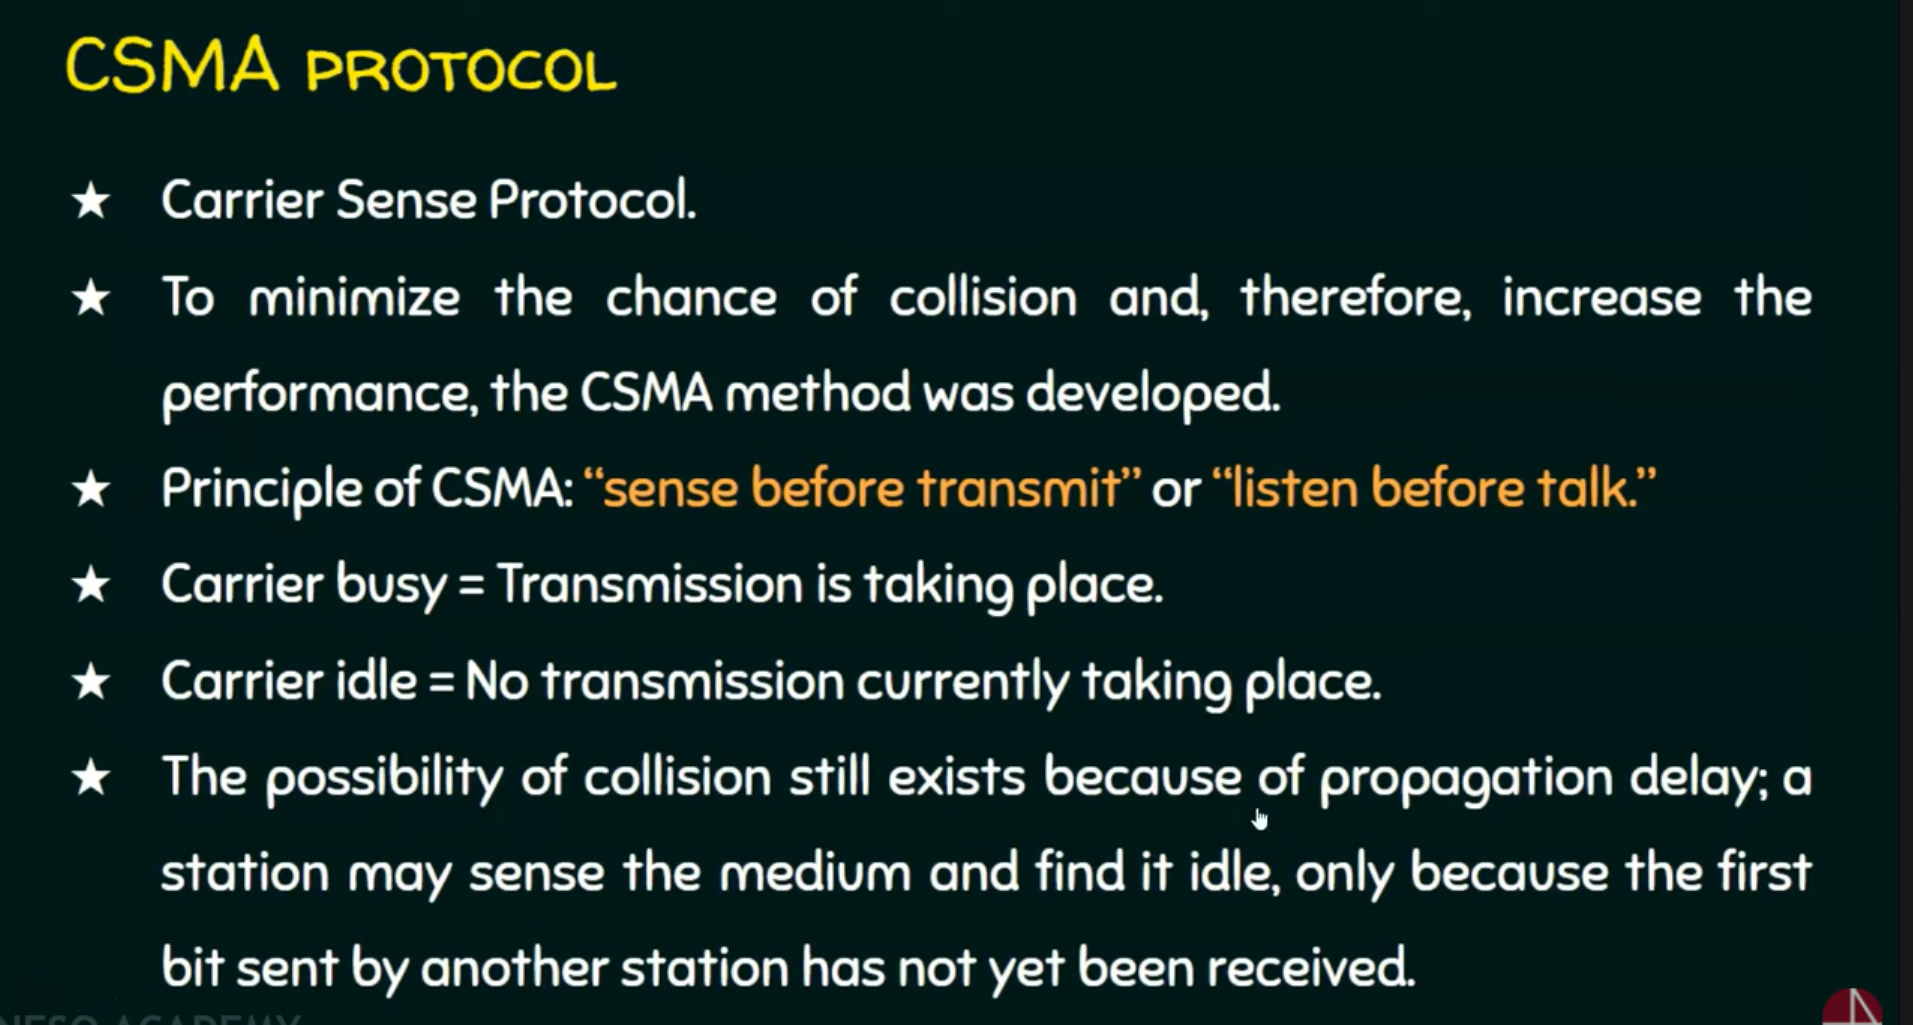 CSMA PROTOCOL
★ Carrier Sense Protocol.
★ To minimize the chance of collision and, therefore, increase the
performance, the CSMA method was developed.
★ Principle of CSMA: “sense before transmit” or “listen before talk.”
★ Carrier busy = Transmission is taking place.
★ Carrier idle = No transmission currently taking place.
★ The possibility of collision still exists because of propagation delay; a
station may sense the medium and find it idle, only because the first
bit sent by another station has not yet been received.
NESO ACADEMY